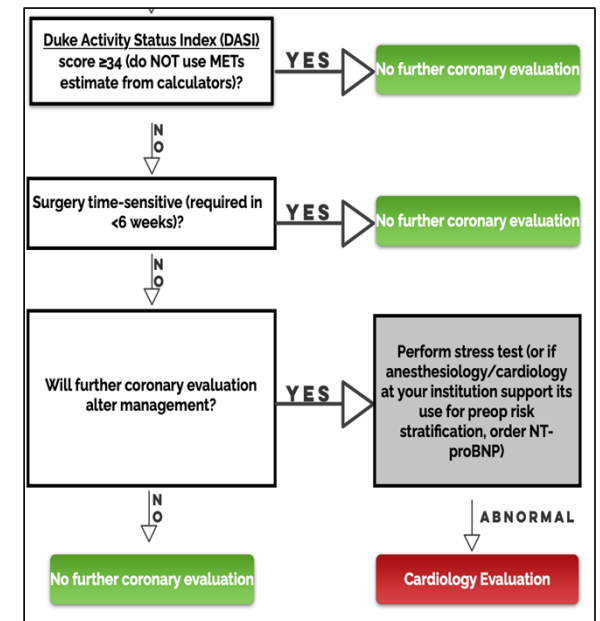 Duke Activity Status Index (DASI)
score ≥34 (do NOT use METs
estimate from calculators)?
YES
No further coronary evaluation
N
O
Surgery time-sensitive (required in
<6 weeks)?
YES
No further coronary evaluation
N
O
Will further coronary evaluation
alter management?
YES
Perform stress test (or if
anesthesiology/cardiology
at your institution support its
use for preop risk
stratification, order NT-
proBNP)
N
O
ABNORMAL
No further coronary evaluation
Cardiology Evaluation